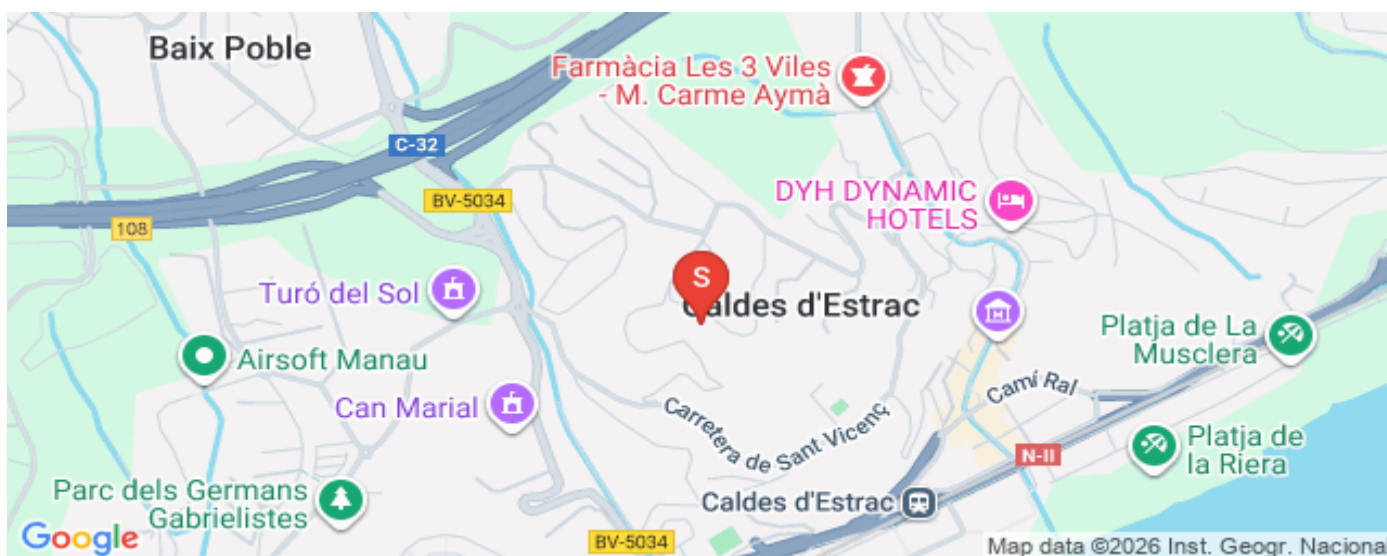 Baix Poble
Farmàcia Les 3 Viles
- M. Carme Aymà
C-32
BV-5034
DYH DYNAMIC
HOTELS
108
S
Turó del Sol
Caldes d'Estrac
Platja de La
Musclera
Airsoft Manau
Camí Ral
Can Marial
Carretera de Sant Vicenç
Platja de
la Riera
N-II
Parc dels Germans
Gabrielistes
Caldes d'Estrac
BV-5034
Google
Map data ©2026 Inst. Geogr. Naciona